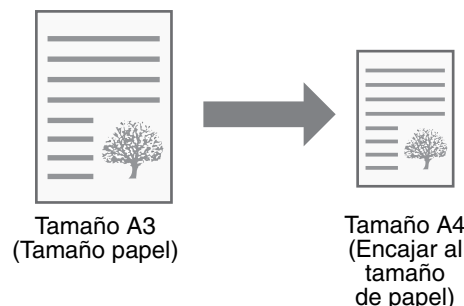 Tamaño A3
(Tamaño papel)
Tamaño A4
(Encajar al
tamaño
de papel)